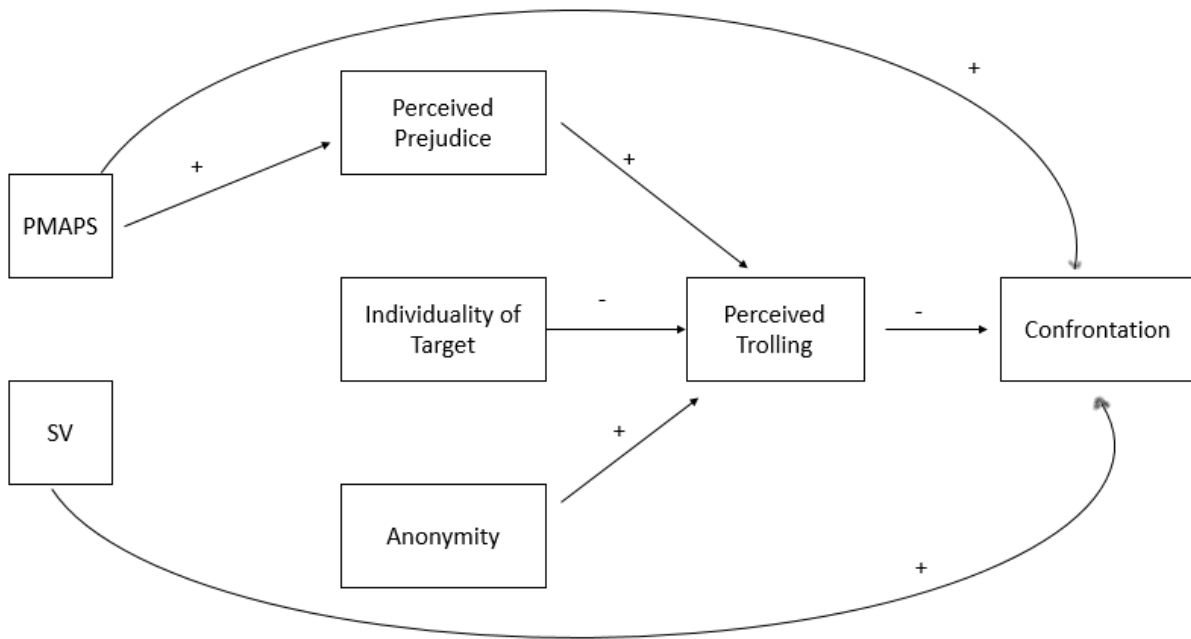 +
Perceived
Prejudice
+
+
PMAPS
Individuality of
Target
-
Perceived
Trolling
-
Confrontation
SV
+
Anonymity
+